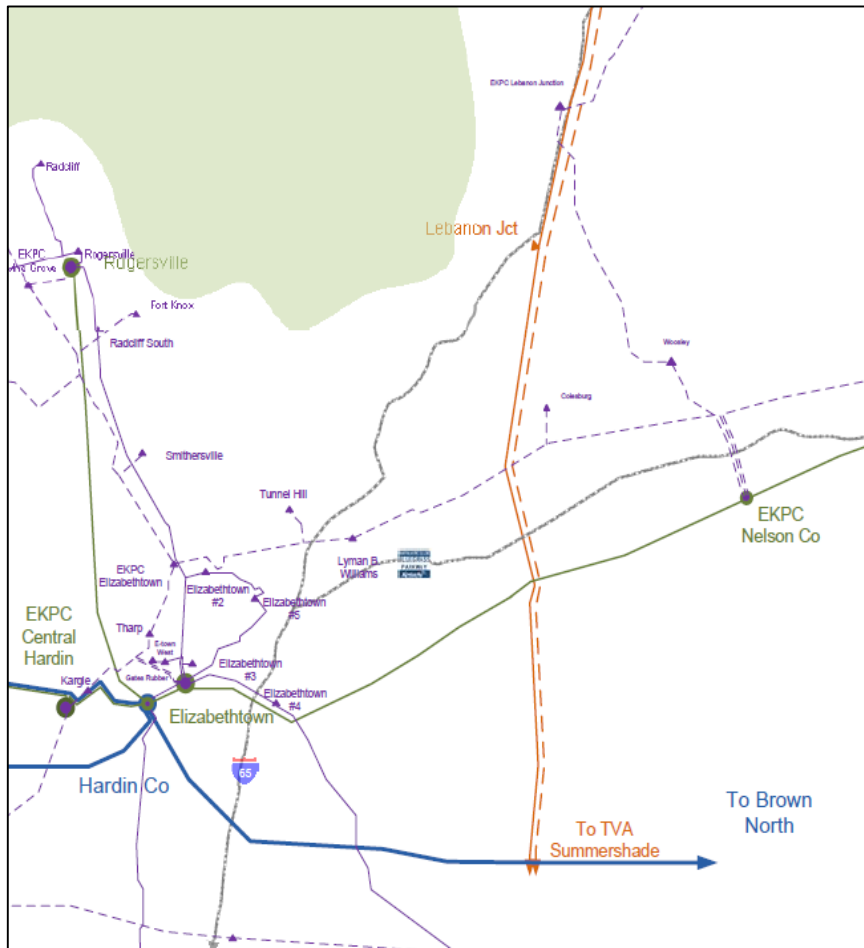 EKPC Lebanon Junction
Radcliff
Lebanon Jct
EKPC
Rogersville
Rogersville
Grove
Fort Knox
Radcliff South
Woosley
Colesburg
Smithersville
Tunnel Hill
EKPC
Nelson Co
Lyman B.
Williams
EKPC
Elizabethtown
Elizabethtown
#2
Elizabethtown
#5
EKPC
Central
Hardin
Tharp
E-town
West
Elizabethtown
#3
Kargle
Gates Rubber
Elizabethtown
#4
Elizabethtown
65
Hardin Co
To Brown
North
To TVA
Summershade